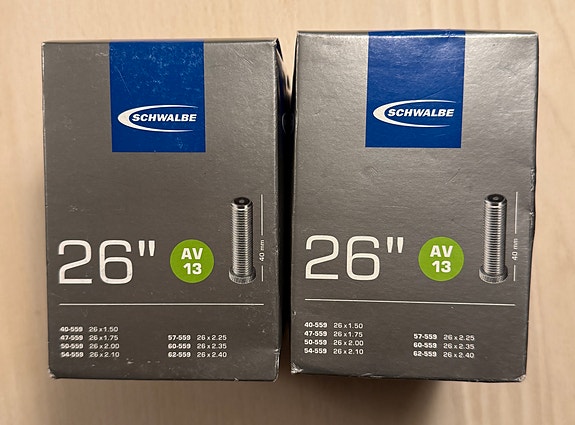 SCHWALBE
26"
AV
13
40 mm
40-559 26 x 1.50
47-559 26 x 1.75
50-559 26 x 2.00
54-559 26 x 2.10
57-559 26 x 2.25
60-559 26 x 2.35
62-559 26 x 2.40
SCHWALBE
26"
AV
13
40 mm
40-559 26 x 1.50
47-559 26 x 1.75
50-559 26 x 2.00
54-559 26 x 2.10
57-559 26 x 2.25
60-559 26 x 2.35
62-559 26 x 2.40